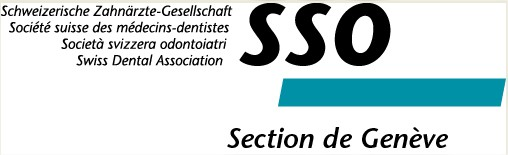 Schweizerische Zahnärzte-Gesellschaft
Société suisse des médecins-dentistes
Società svizzera odontoiatri
Swiss Dental Association
SSO
Section de Genève